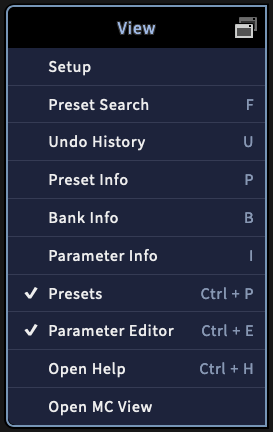 View
Setup
Preset Search F
Undo History U
Preset Info P
Bank Info B
Parameter Info I
Presets Ctrl + P
Parameter Editor Ctrl + E
Open Help Ctrl + H
Open MC View